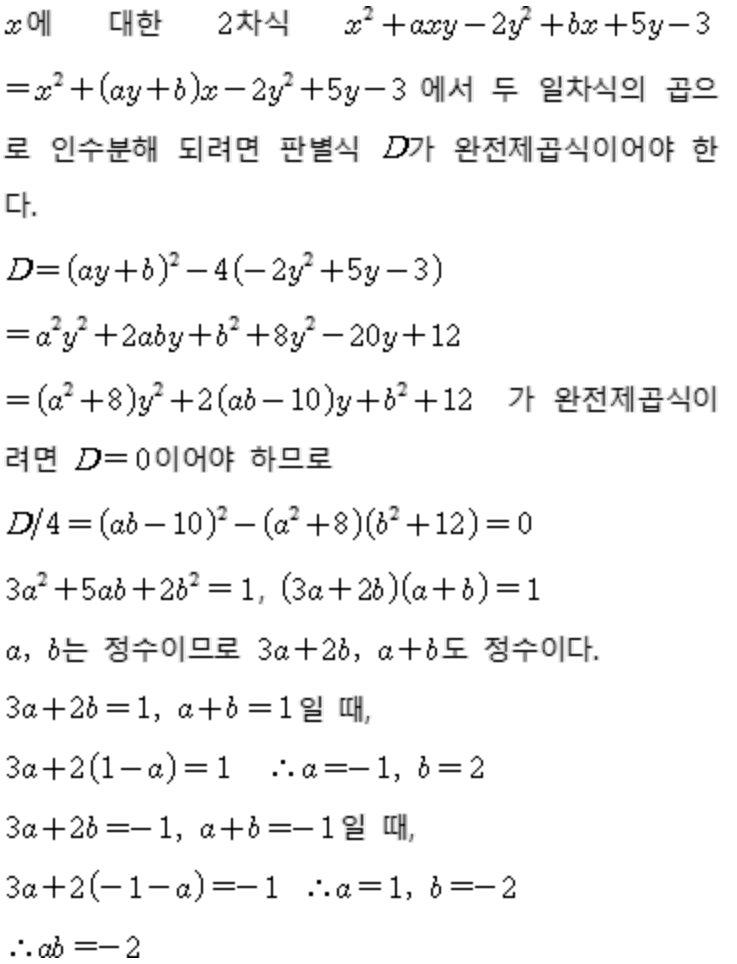 x에 대한 2차식 x²+axy−2y²+bx+5y−3
=x²+(ay+b)x−2y²+5y−3 에서 두 일차식의 곱으
로 인수분해 되려면 판별식 D가 완전제곱식이어야 한
다.
D=(ay+b)²−4(−2y²+5y−3)
=a²y²+2aby+b²+8y²−20y+12
=(a²+8)y²+2(ab−10)y+b²+12 가 완전제곱식이
려면 D=0이어야 하므로
D/4=(ab−10)²−(a²+8)(b²+12)=0
3a²+5ab+2b²=1, (3a+2b)(a+b)=1
a, b는 정수이므로 3a+2b, a+b도 정수이다.
3a+2b=1, a+b=1일 때,
3a+2(1−a)=1 ∴a=−1, b=2
3a+2b=−1, a+b=−1일 때,
3a+2(−1−a)=−1 ∴a=1, b=−2
∴ab=−2